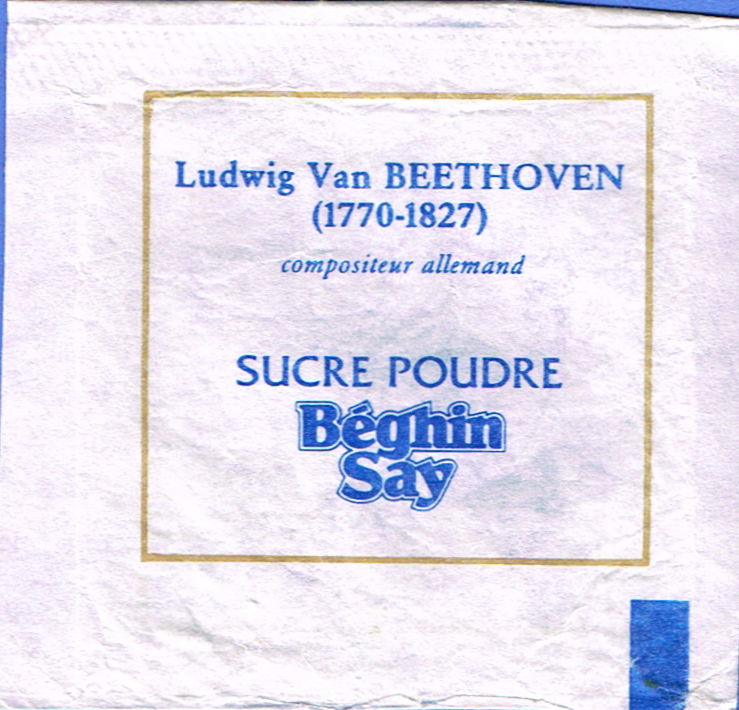 Ludwig Van BEETHOVEN
(1770-1827)
compositeur allemand
SUCRE POUDRE
Béghin
Say